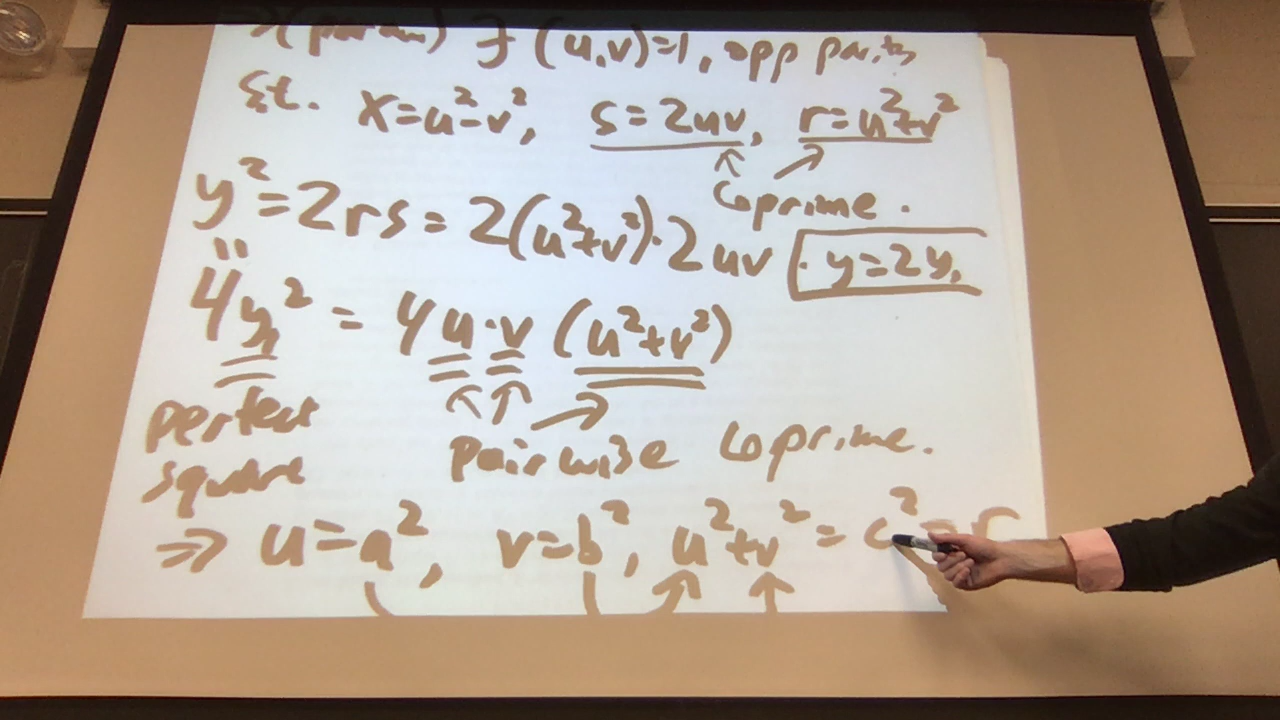 (param) ∃ (u,v)=1, opp parity
s.t. x=u²-v², s=2uv, r=u²+v²
Coprime.
y²=2rs=2(u²+v²)·2uv · y=2y₁
"
4y₁² = 4u·v (u²+v²)
perfect
square
pairwise coprime.
⇒ u=a², v=b², u²+v²=c²=r